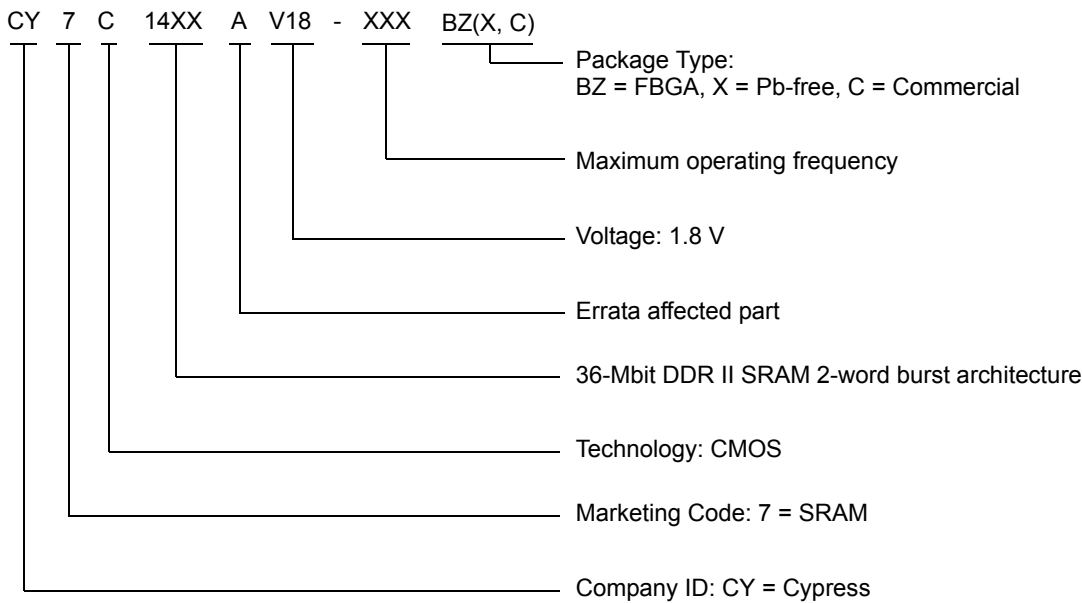 CY 7 C 14XX A V18 - XXX BZ(X, C)
Package Type:
BZ = FBGA, X = Pb-free, C = Commercial
Maximum operating frequency
Voltage: 1.8 V
Errata affected part
36-Mbit DDR II SRAM 2-word burst architecture
Technology: CMOS
Marketing Code: 7 = SRAM
Company ID: CY = Cypress